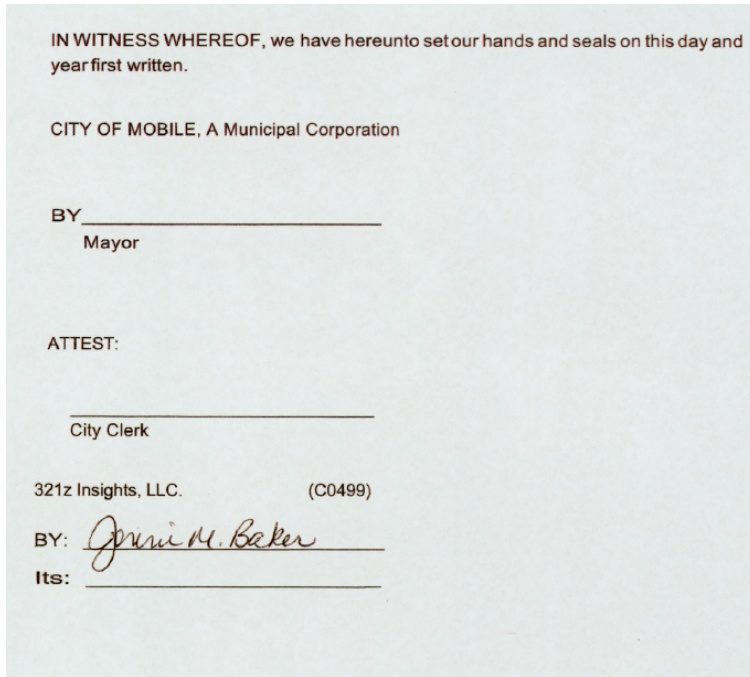 IN WITNESS WHEREOF, we have hereunto set our hands and seals on this day and
year first written.
CITY OF MOBILE, A Municipal Corporation
BY
Mayor
ATTEST:
City Clerk
321z Insights, LLC. (C0499)
BY: M. Baker
Its: